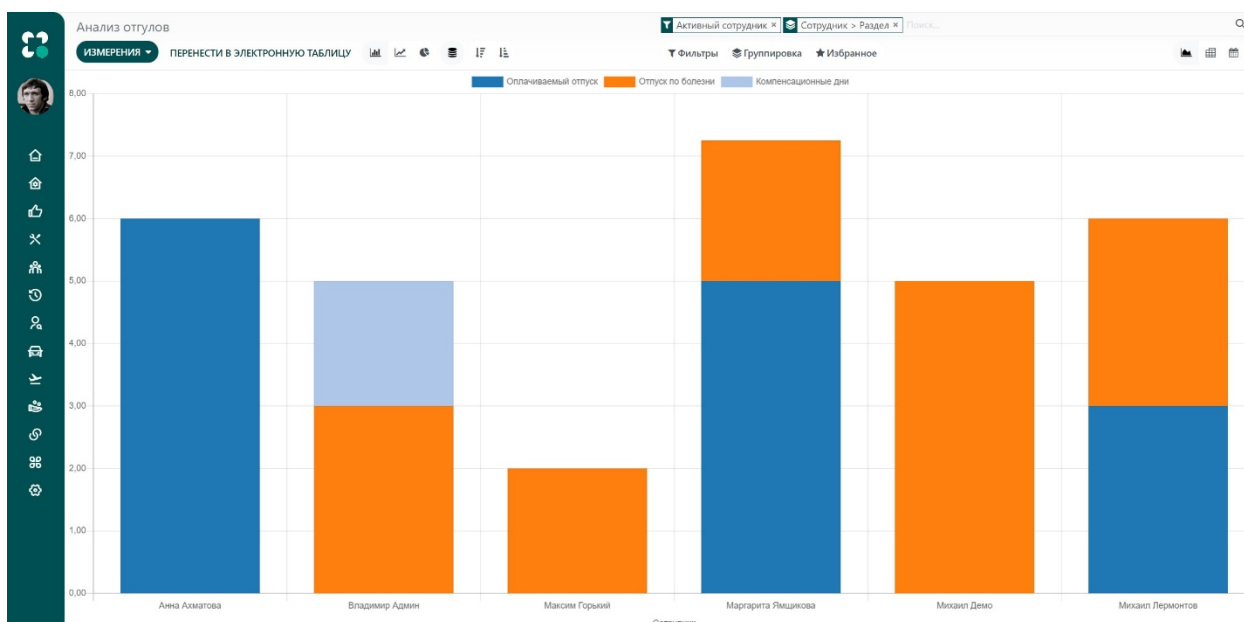 Анализ отгулов
Активный сотрудник × Сотрудник > Раздел × Поиск...
ИЗМЕРЕНИЯ ПЕРЕНЕСТИ В ЭЛЕКТРОННУЮ ТАБЛИЦУ Фильтры Группировка Избранное
Оплачиваемый отпуск Отпуск по болезни Компенсационные дни
8,00
7,00
6,00
5,00
4,00
3,00
2,00
1,00
0,00
Анна Ахматова Владимир Админ Максим Горький Маргарита Ямщикова Михаил Демо Михаил Лермонтов